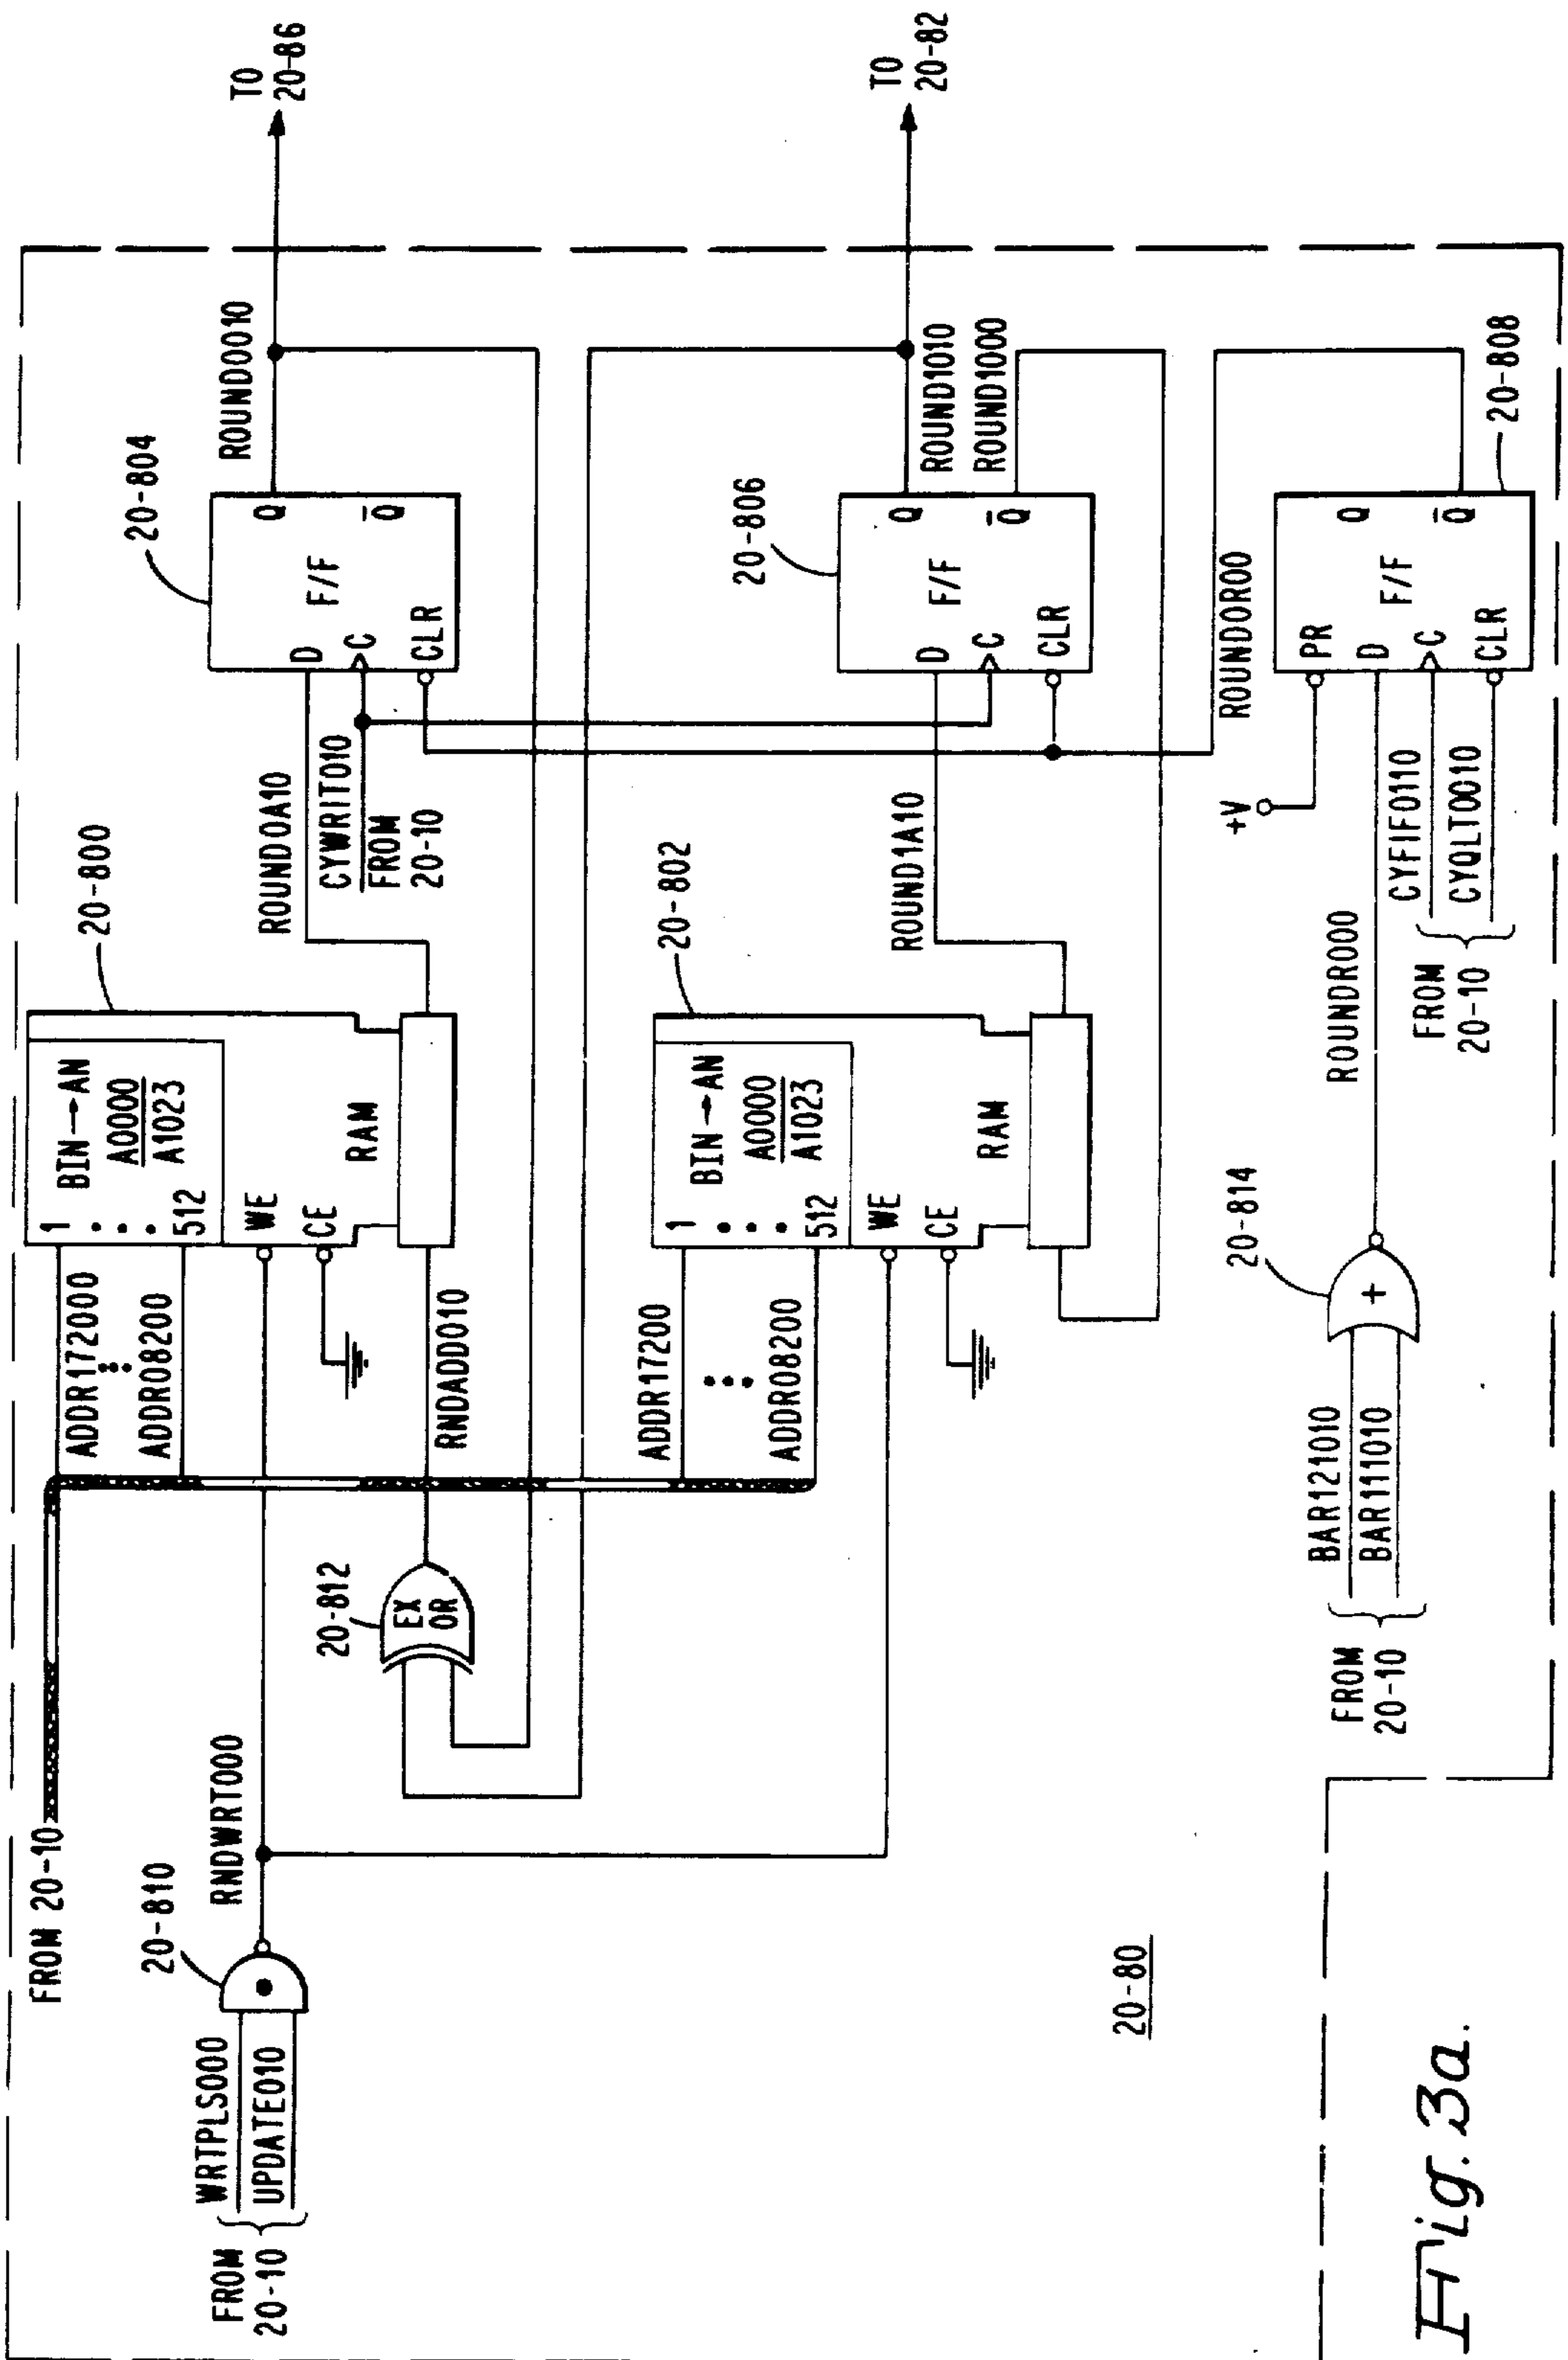 FROM 20-10
20-810
WRTPLS000
UPDATE010
FROM
20-10
RNDWRT000
20-812
EX
OR
ADDR17200
ADDR08200
RNDADD010
20-800
1
512
BIN→AN
A0000
A1023
WE
CE
RAM
ROUND0A10
CYWRIT010
FROM
20-10
20-804
D
C
CLR
F/F
Q
Q̅
ROUND0010
TO
20-86
ADDR17200
ADDR08200
20-802
1
512
BIN→AN
A0000
A1023
WE
CE
RAM
ROUND1A10
20-806
D
C
CLR
F/F
Q
Q̅
ROUND1010
ROUND1000
TO
20-82
FROM
20-10
BAR121010
BAR111010
20-814
+
ROUNDR000
FROM
20-10
CYFIF0110
CYQLT0010
+V
ROUND0R00
PR
D
C
CLR
F/F
Q
Q̅
20-808
20-80
Fig. 3a.